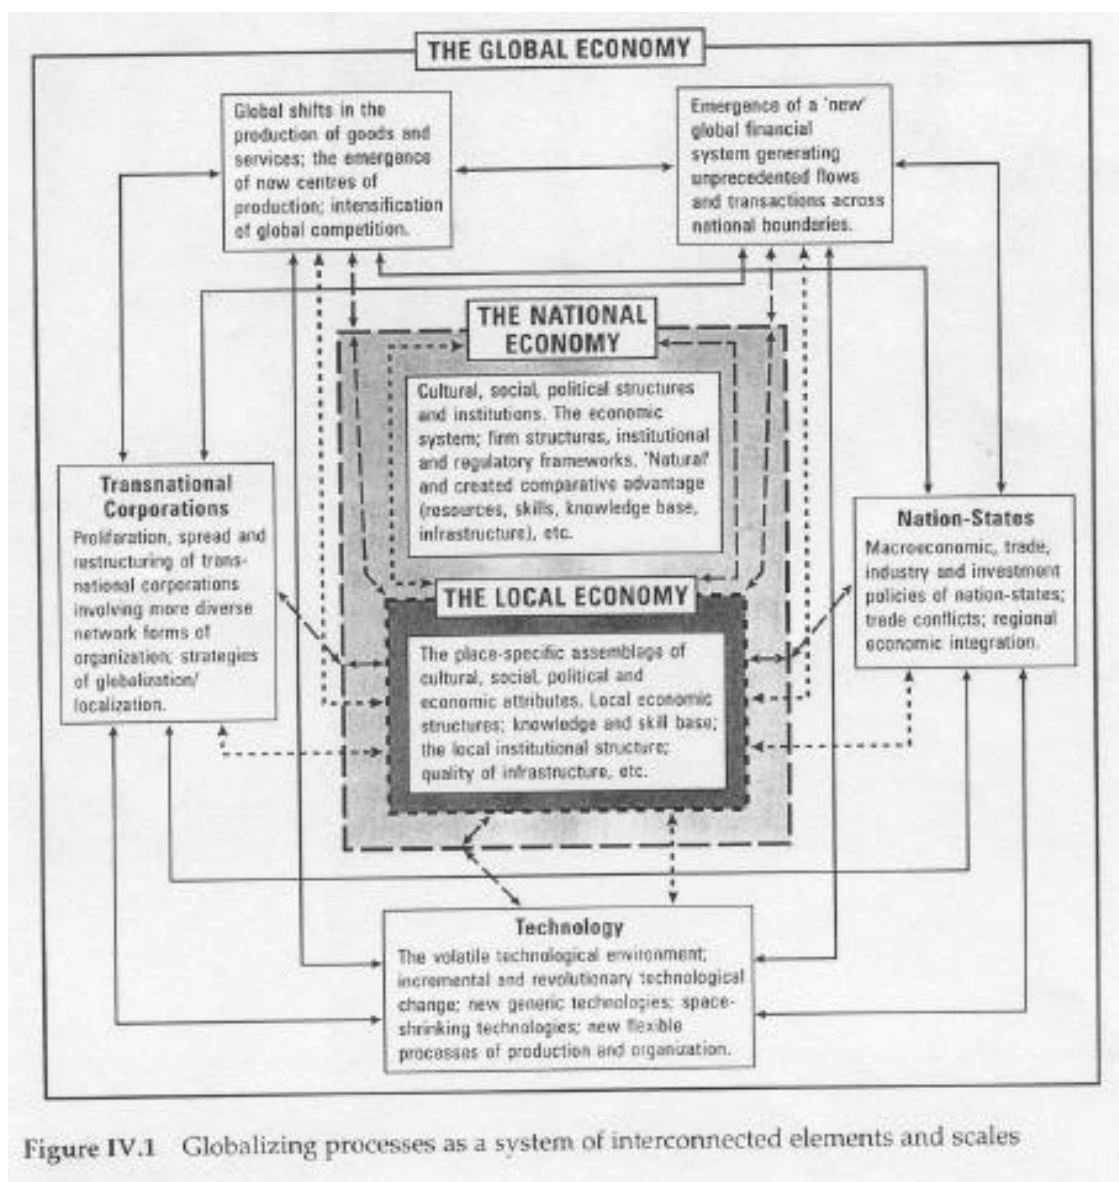 THE GLOBAL ECONOMY
Global shifts in the
production of goods and
services; the emergence
of new centres of
production; intensification
of global competition.
Emergence of a 'new'
global financial
system generating
unprecedented flows
and transactions across
national boundaries.
THE NATIONAL
ECONOMY
Cultural, social, political structures
and institutions. The economic
system; firm structures, institutional
and regulatory frameworks. 'Natural'
and created comparative advantage
(resources, skills, knowledge base,
infrastructure), etc.
Transnational
Corporations
Proliferation, spread and
restructuring of trans-
national corporations
involving more diverse
network forms of
organization; strategies
of globalization/
localization.
Nation-States
Macroeconomic, trade,
industry and investment
policies of nation-states;
trade conflicts; regional
economic integration.
THE LOCAL ECONOMY
The place-specific assemblage of
cultural, social, political and
economic attributes. Local economic
structures; knowledge and skill base;
the local institutional structure;
quality of infrastructure, etc.
Technology
The volatile technological environment;
incremental and revolutionary technological
change; new generic technologies; space-
shrinking technologies; new flexible
processes of production and organization.
Figure IV.1 Globalizing processes as a system of interconnected elements and scales